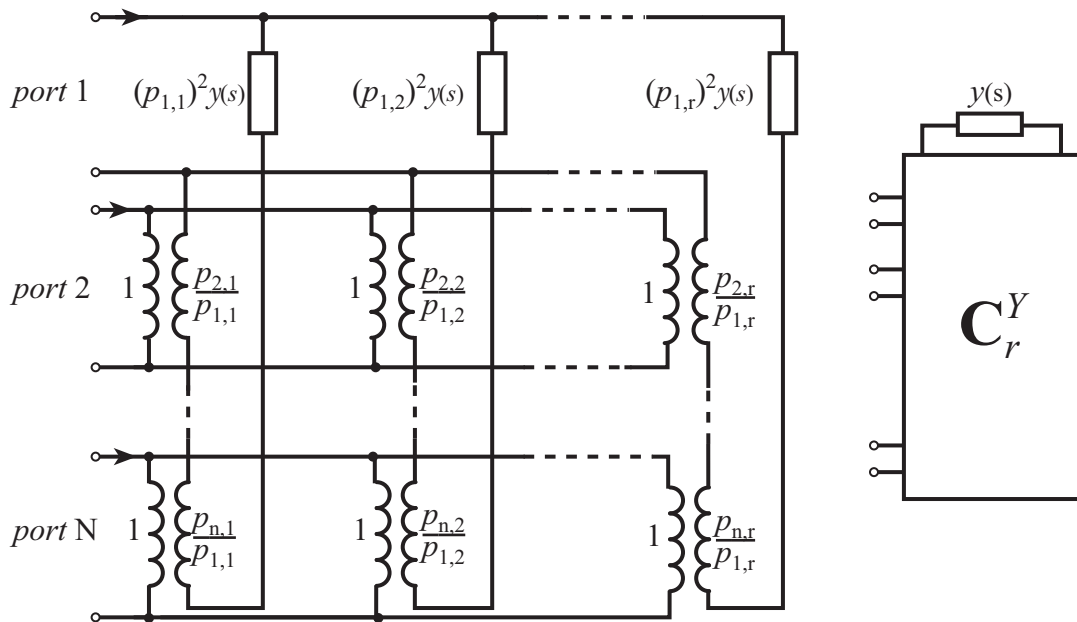 port 1
(p₁,₁)²y(s)
(p₁,₂)²y(s)
(p₁,r)²y(s)
port 2
1
p₂,₁
p₁,₁
1
p₂,₂
p₁,₂
1
p₂,r
p₁,r
port N
1
pₙ,₁
p₁,₁
1
pₙ,₂
p₁,₂
1
pₙ,r
p₁,r
y(s)
C_r^Y